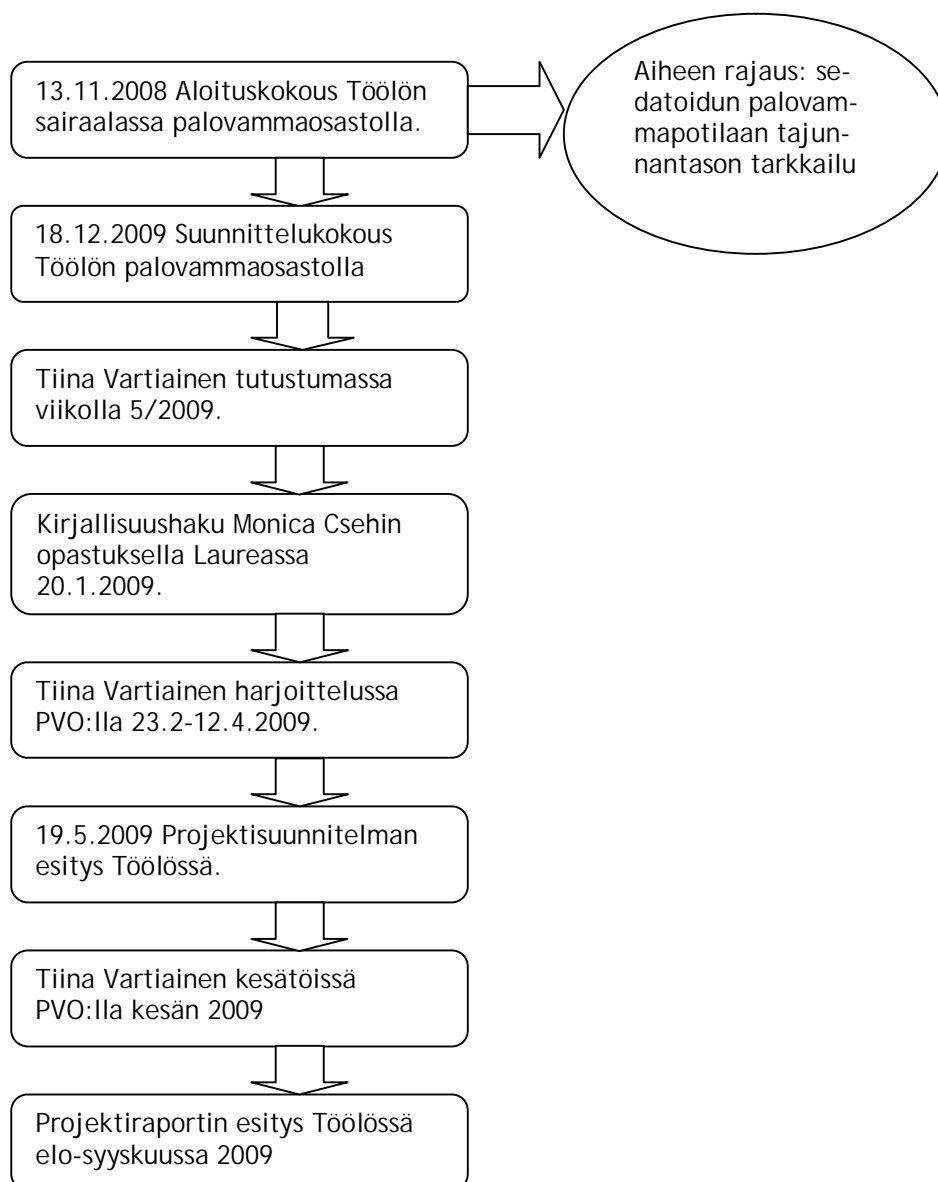 13.11.2008 Aloituskokous Töölön
sairaalassa palovammaosastolla.
Aiheen rajaus: se-
datoidun palovam-
mapotilaan tajun-
nantason tarkkailu
18.12.2009 Suunnittelukokous
Töölön palovammaosastolla
Tiina Vartiainen tutustumassa
viikolla 5/2009.
Kirjallisuushaku Monica Csehin
opastuksella Laureassa
20.1.2009.
Tiina Vartiainen harjoittelussa
PVO:lla 23.2-12.4.2009.
19.5.2009 Projektisuunnitelman
esitys Töölössä.
Tiina Vartiainen kesätöissä
PVO:lla kesän 2009
Projektiraportin esitys Töölössä
elo-syyskuussa 2009